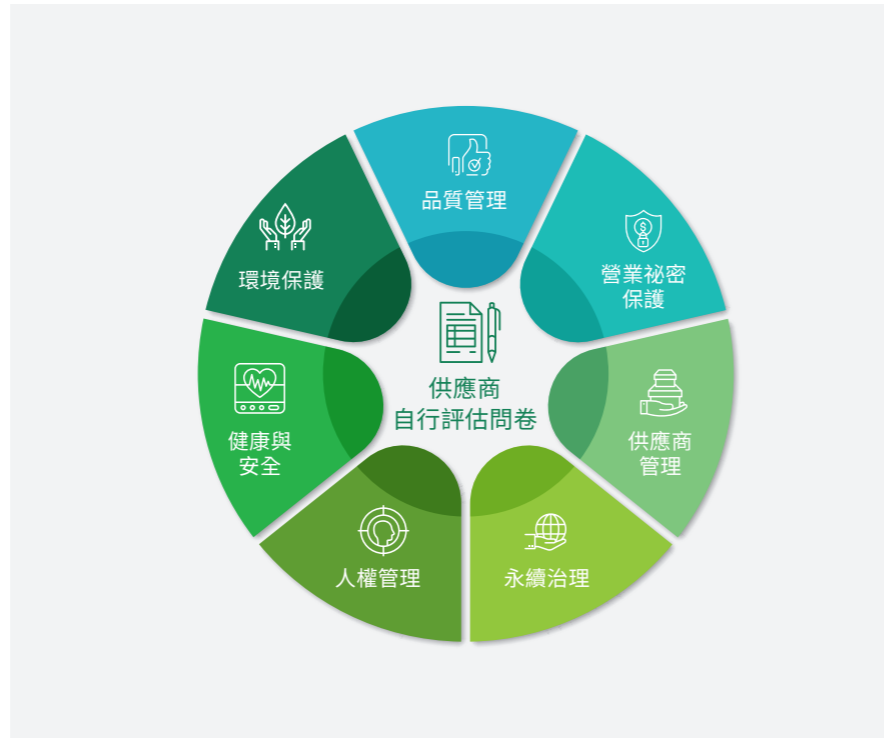 品質管理
營業祕密
保護
供應商
管理
永續治理
人權管理
健康與
安全
環境保護
供應商
自行評估問卷